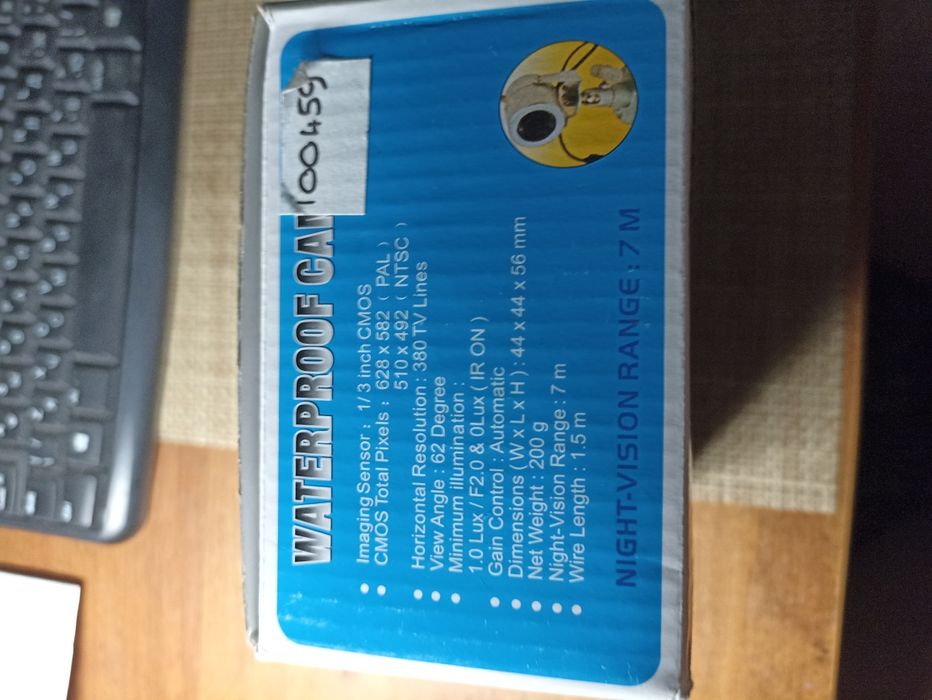 100459
WATERPROOF
Imaging Sensor : 1/3 inch CMOS
CMOS Total Pixels : 628 x 582 ( PAL )
510 x 492 ( NTSC )
Horizontal Resolution : 380 TV Lines
View Angle : 62 Degree
Minimum illumination :
1.0 Lux / F2.0 & 0Lux ( IR ON )
Gain Control : Automatic
Dimensions ( W x L x H ) : 44 x 44 x 56 mm
Net Weight : 200 g
Night-Vision Range : 7 m
Wire Length : 1.5 m
NIGHT-VISION RANGE : 7 M